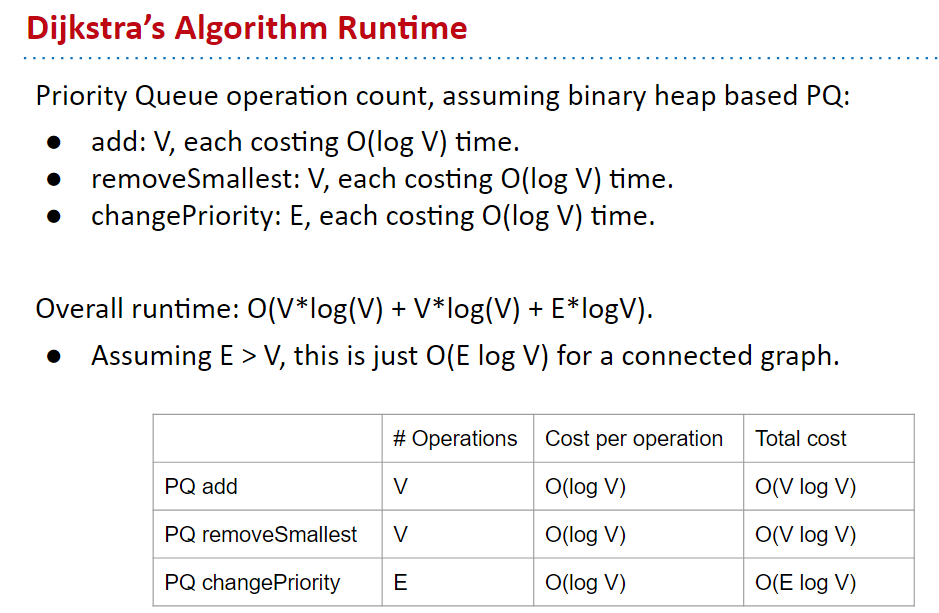 Dijkstra's Algorithm Runtime
Priority Queue operation count, assuming binary heap based PQ:
● add: V, each costing O(log V) time.
● removeSmallest: V, each costing O(log V) time.
● changePriority: E, each costing O(log V) time.
Overall runtime: O(V*log(V) + V*log(V) + E*logV).
● Assuming E > V, this is just O(E log V) for a connected graph.
# Operations Cost per operation Total cost
PQ add V O(log V) O(V log V)
PQ removeSmallest V O(log V) O(V log V)
PQ changePriority E O(log V) O(E log V)